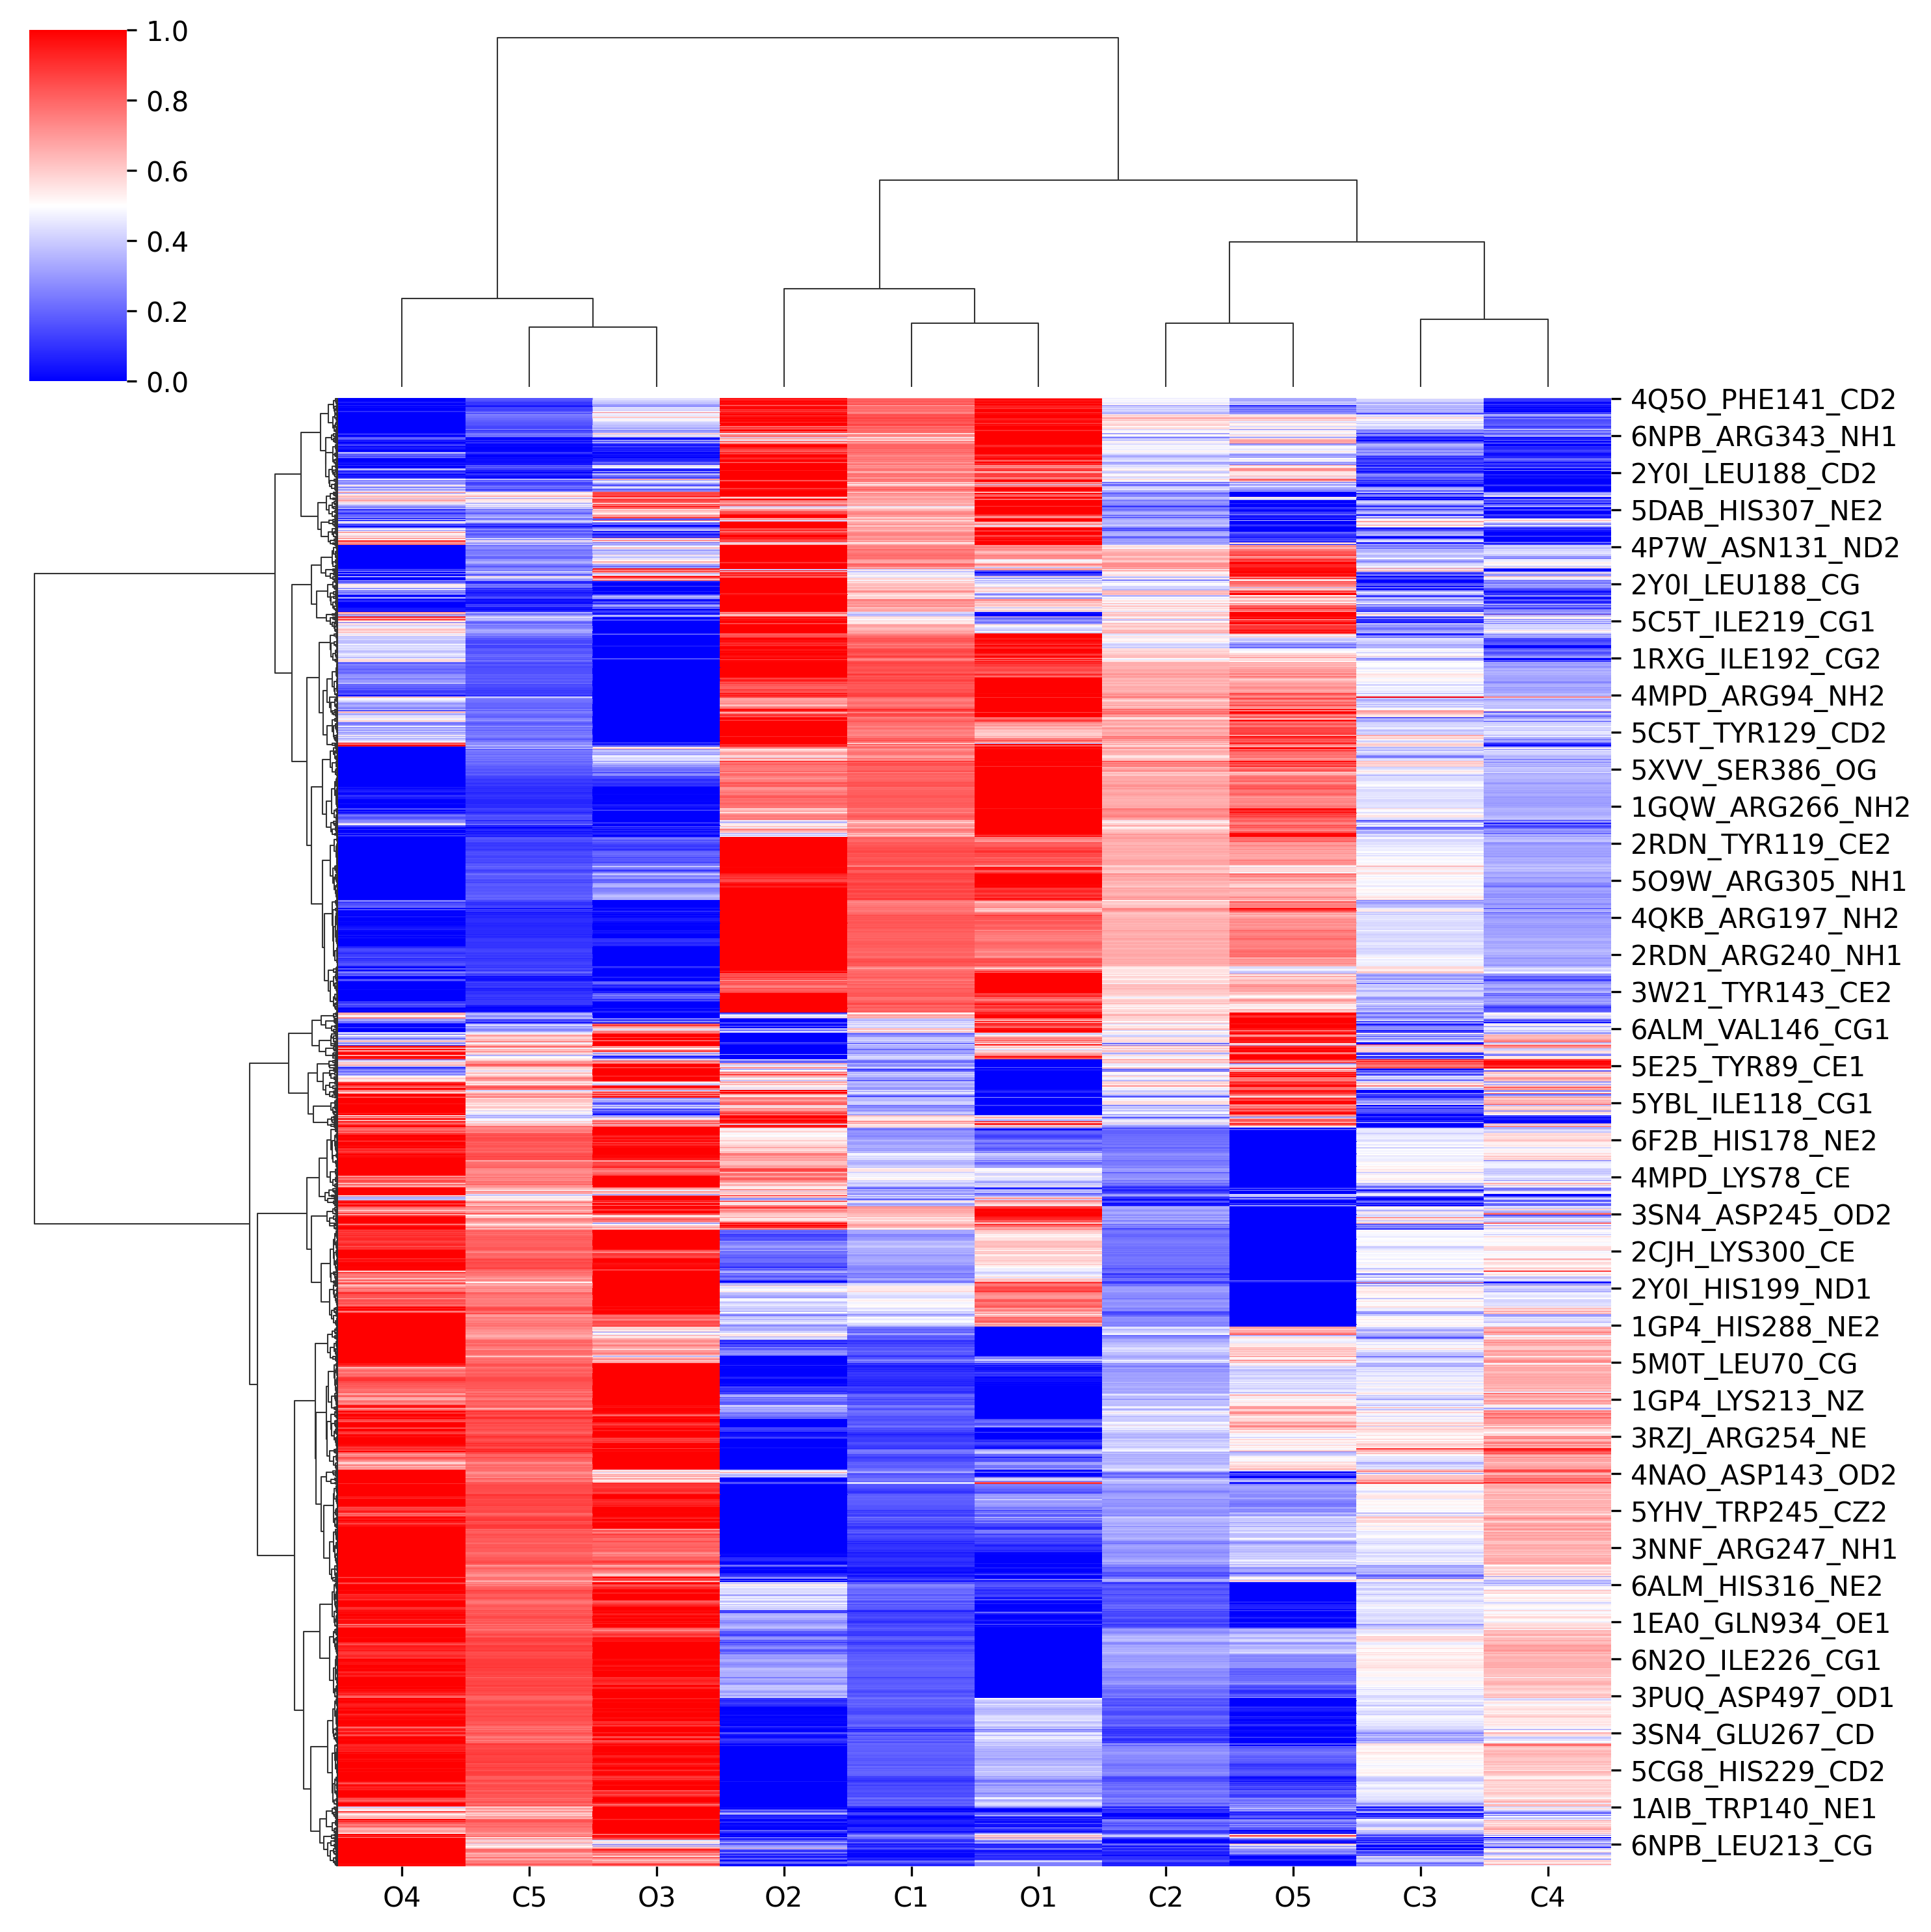 1.0
0.8
0.6
0.4
0.2
0.0
4Q5O_PHE141_CD2
6NPB_ARG343_NH1
2Y0I_LEU188_CD2
5DAB_HIS307_NE2
4P7W_ASN131_ND2
2Y0I_LEU188_CG
5C5T_ILE219_CG1
1RXG_ILE192_CG2
4MPD_ARG94_NH2
5C5T_TYR129_CD2
5XVV_SER386_OG
1GQW_ARG266_NH2
2RDN_TYR119_CE2
5O9W_ARG305_NH1
4QKB_ARG197_NH2
2RDN_ARG240_NH1
3W21_TYR143_CE2
6ALM_VAL146_CG1
5E25_TYR89_CE1
5YBL_ILE118_CG1
6F2B_HIS178_NE2
4MPD_LYS78_CE
3SN4_ASP245_OD2
2CJH_LYS300_CE
2Y0I_HIS199_ND1
1GP4_HIS288_NE2
5M0T_LEU70_CG
1GP4_LYS213_NZ
3RZJ_ARG254_NE
4NAO_ASP143_OD2
5YHV_TRP245_CZ2
3NNF_ARG247_NH1
6ALM_HIS316_NE2
1EA0_GLN934_OE1
6N2O_ILE226_CG1
3PUQ_ASP497_OD1
3SN4_GLU267_CD
5CG8_HIS229_CD2
1AIB_TRP140_NE1
6NPB_LEU213_CG
O4 C5 O3 O2 C1 O1 C2 O5 C3 C4